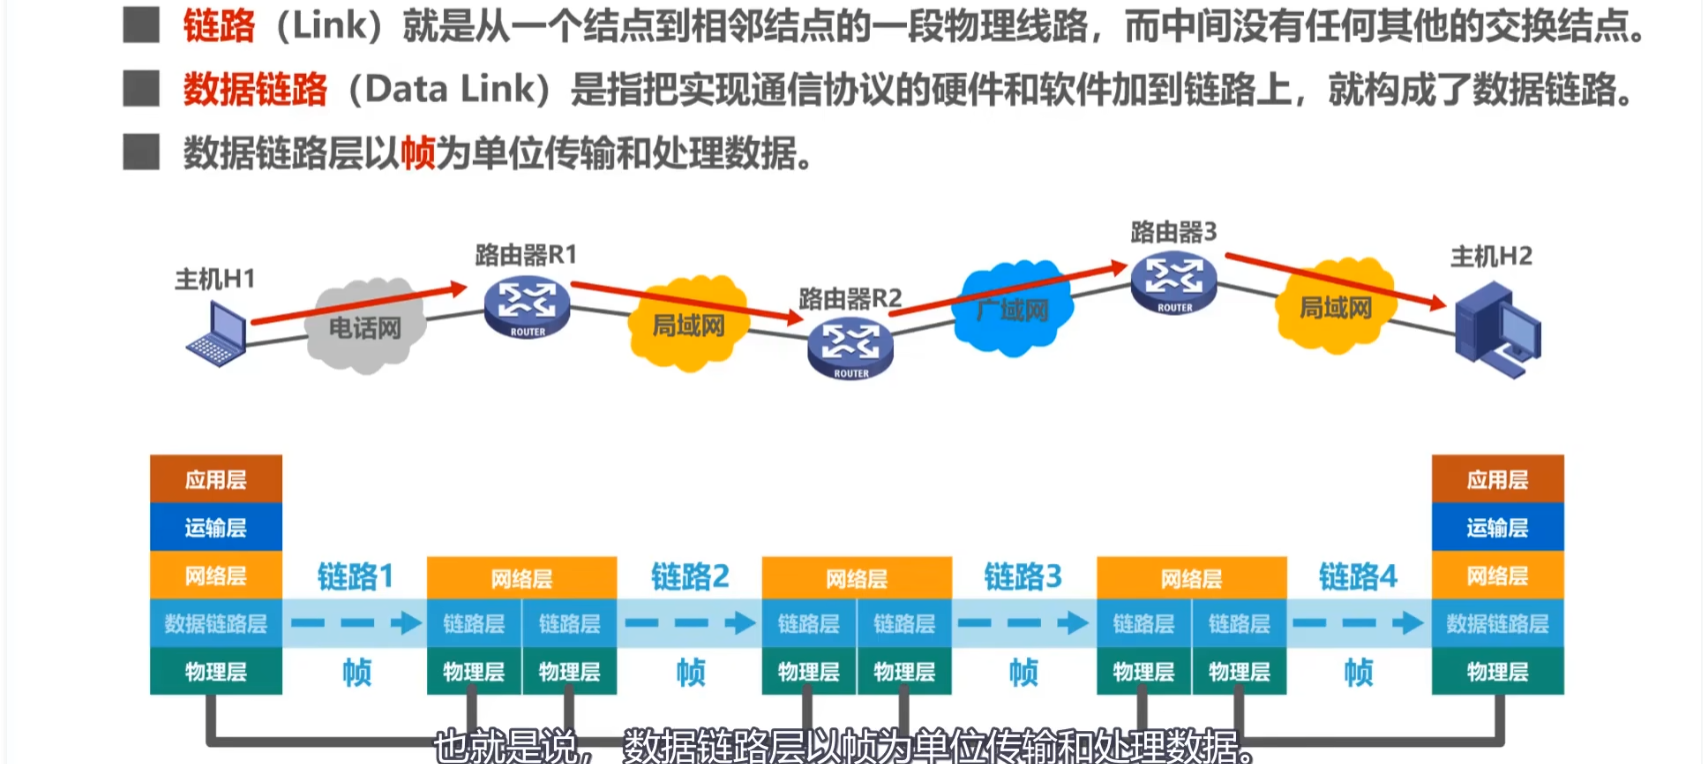 链路（Link）就是从一个结点到相邻结点的一段物理线路，而中间没有任何其他的交换结点。
数据链路（Data Link）是指把实现通信协议的硬件和软件加到链路上，就构成了数据链路。
数据链路层以帧为单位传输和处理数据。
主机H1
电话网
路由器R1
ROUTER
局域网
路由器R2
ROUTER
广域网
路由器3
ROUTER
局域网
主机H2
应用层
运输层
网络层
数据链路层
物理层
链路1
帧
网络层
链路层 链路层
物理层 物理层
链路2
帧
网络层
链路层 链路层
物理层 物理层
链路3
帧
网络层
链路层 链路层
物理层 物理层
链路4
帧
应用层
运输层
网络层
数据链路层
物理层
也就是说， 数据链路层以帧为单位传输和处理数据。